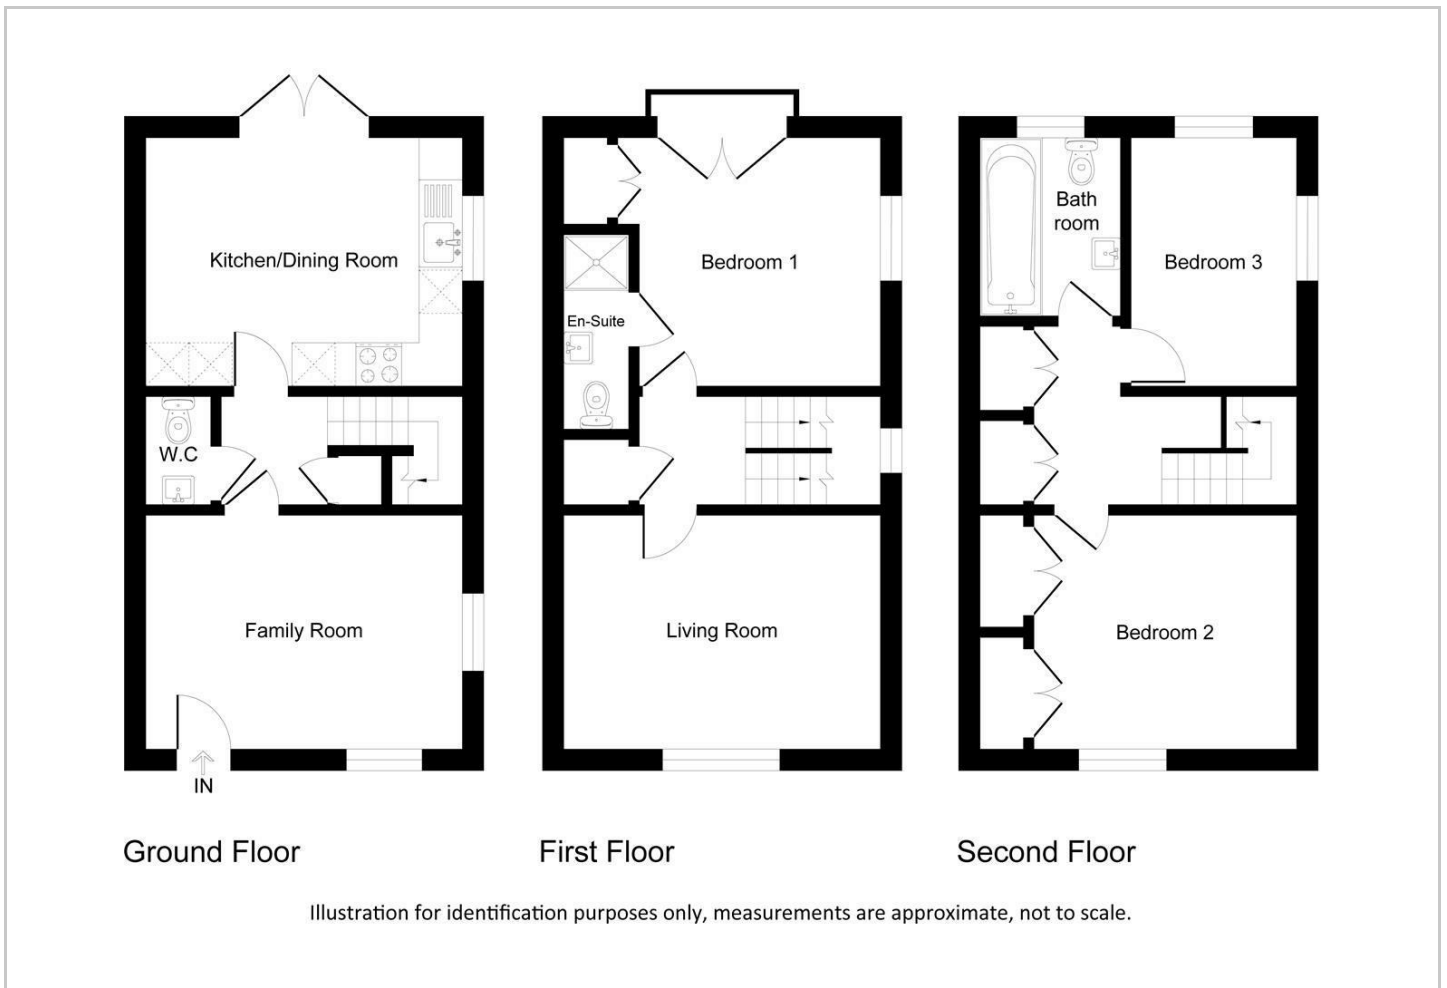 Kitchen/Dining Room
W.C
Family Room
IN
Ground Floor
Bedroom 1
En-Suite
Living Room
First Floor
Bath
room
Bedroom 3
Bedroom 2
Second Floor
Illustration for identification purposes only, measurements are approximate, not to scale.